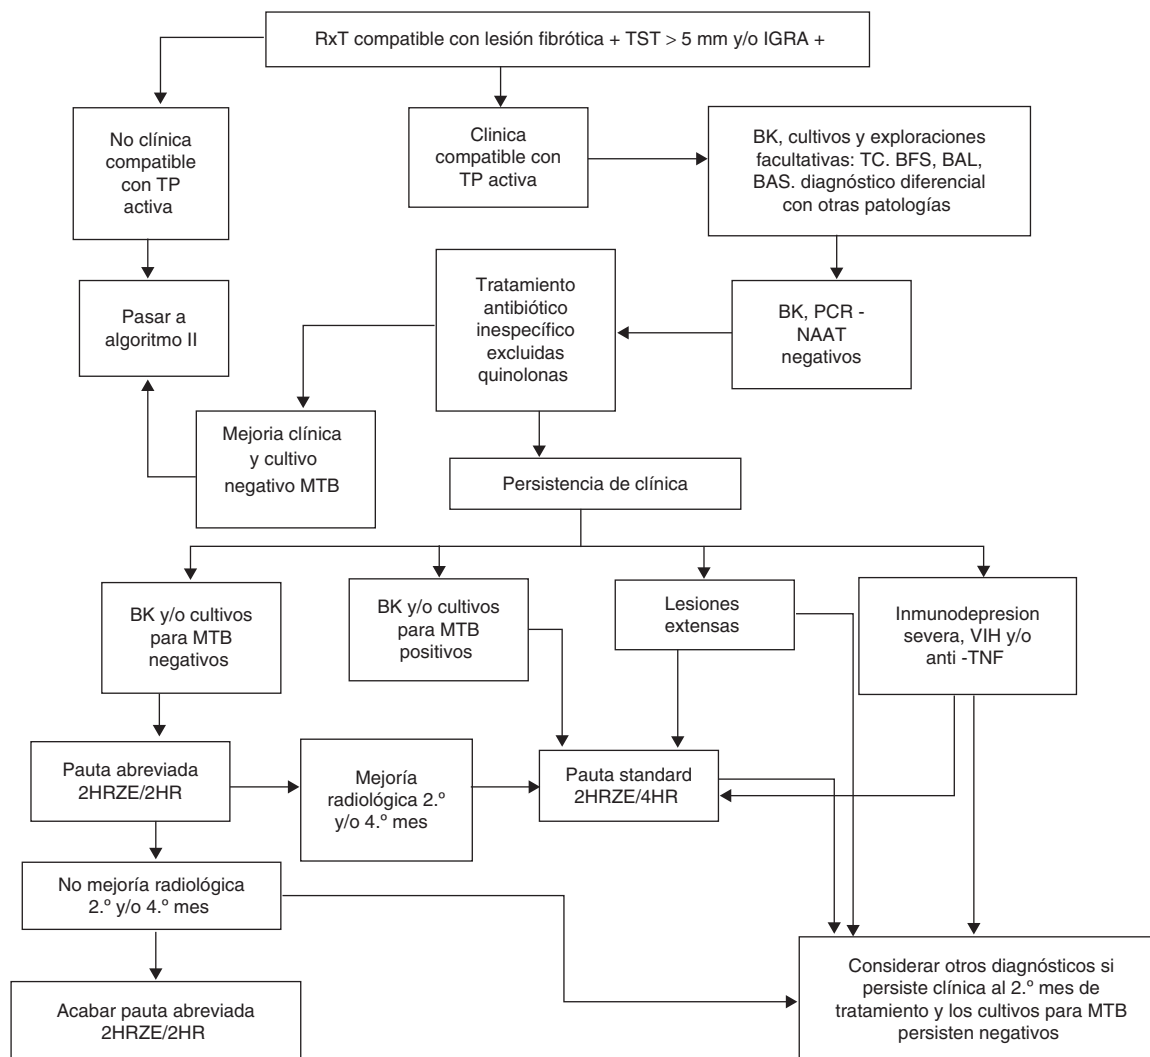 RxT compatible con lesión fibrótica + TST > 5 mm y/o IGRA +
No clínica
compatible
con TP
activa
Clinica
compatible con
TP activa
BK, cultivos y exploraciones
facultativas: TC. BFS, BAL,
BAS. diagnóstico diferencial
con otras patologías
Pasar a
algoritmo II
Tratamiento
antibiótico
inespecífico
excluidas
quinolonas
BK, PCR -
NAAT
negativos
Mejoria clínica
y cultivo
negativo MTB
Persistencia de clínica
BK y/o cultivos
para MTB
negativos
BK y/o cultivos
para MTB
positivos
Lesiones
extensas
Inmunodepresion
severa, VIH y/o
anti -TNF
Pauta abreviada
2HRZE/2HR
Mejoría
radiológica 2.º
y/o 4.º mes
Pauta standard
2HRZE/4HR
No mejoría radiológica
2.º y/o 4.º mes
Acabar pauta abreviada
2HRZE/2HR
Considerar otros diagnósticos si
persiste clínica al 2.º mes de
tratamiento y los cultivos para MTB
persisten negativos